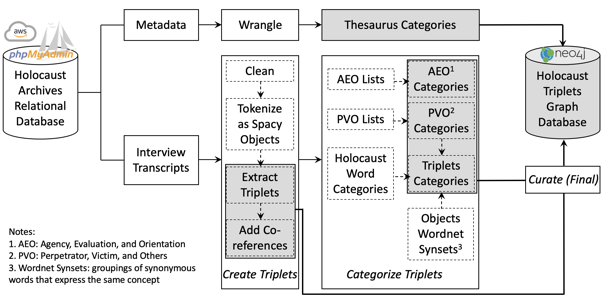 aws
phpMyAdmin
Holocaust
Archives
Relational
Database
Metadata
Wrangle
Thesaurus Categories
neo4j
Holocaust
Triplets
Graph
Database
Interview
Transcripts
Clean
Tokenize
as Spacy
Objects
Extract
Triplets
Add Co-
references
Create Triplets
AEO Lists
AEO¹
Categories
PVO Lists
PVO²
Categories
Holocaust
Word
Categories
Triplets
Categories
Objects
Wordnet
Synsets³
Categorize Triplets
Curate (Final)
Notes:
1. AEO: Agency, Evaluation, and Orientation
2. PVO: Perpetrator, Victim, and Others
3. Wordnet Synsets: groupings of synonymous
words that express the same concept